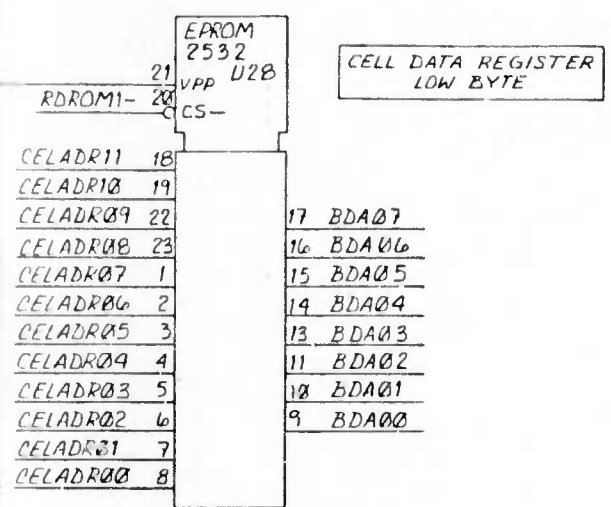 EPROM
2532
U28
21 VPP
RDROM1- 20 CS-
CELL DATA REGISTER
LOW BYTE
CELADR11 18
CELADR10 19
CELADR09 22 17 BDA07
CELADR08 23 16 BDA06
CELADR07 1 15 BDA05
CELADR06 2 14 BDA04
CELADR05 3 13 BDA03
CELADR04 4 11 BDA02
CELADR03 5 10 BDA01
CELADR02 6 9 BDA00
CELADR01 7
CELADR00 8